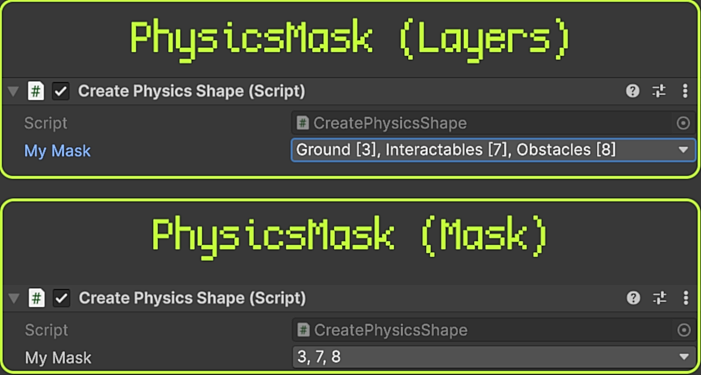 PhysicsMask (Layers)
# Create Physics Shape (Script)
Script # CreatePhysicsShape
My Mask Ground [3], Interactables [7], Obstacles [8]
PhysicsMask (Mask)
# Create Physics Shape (Script)
Script # CreatePhysicsShape
My Mask 3, 7, 8